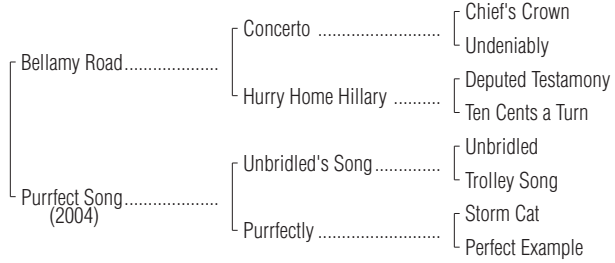 Chief's Crown
Concerto ..............................
Undeniably
Bellamy Road.......................
Deputed Testamony
Hurry Home Hillary ...........
Ten Cents a Turn
Unbridled
Unbridled's Song................
Trolley Song
Purrfect Song.......................
(2004)
Storm Cat
Purrfectly ..............................
Perfect Example